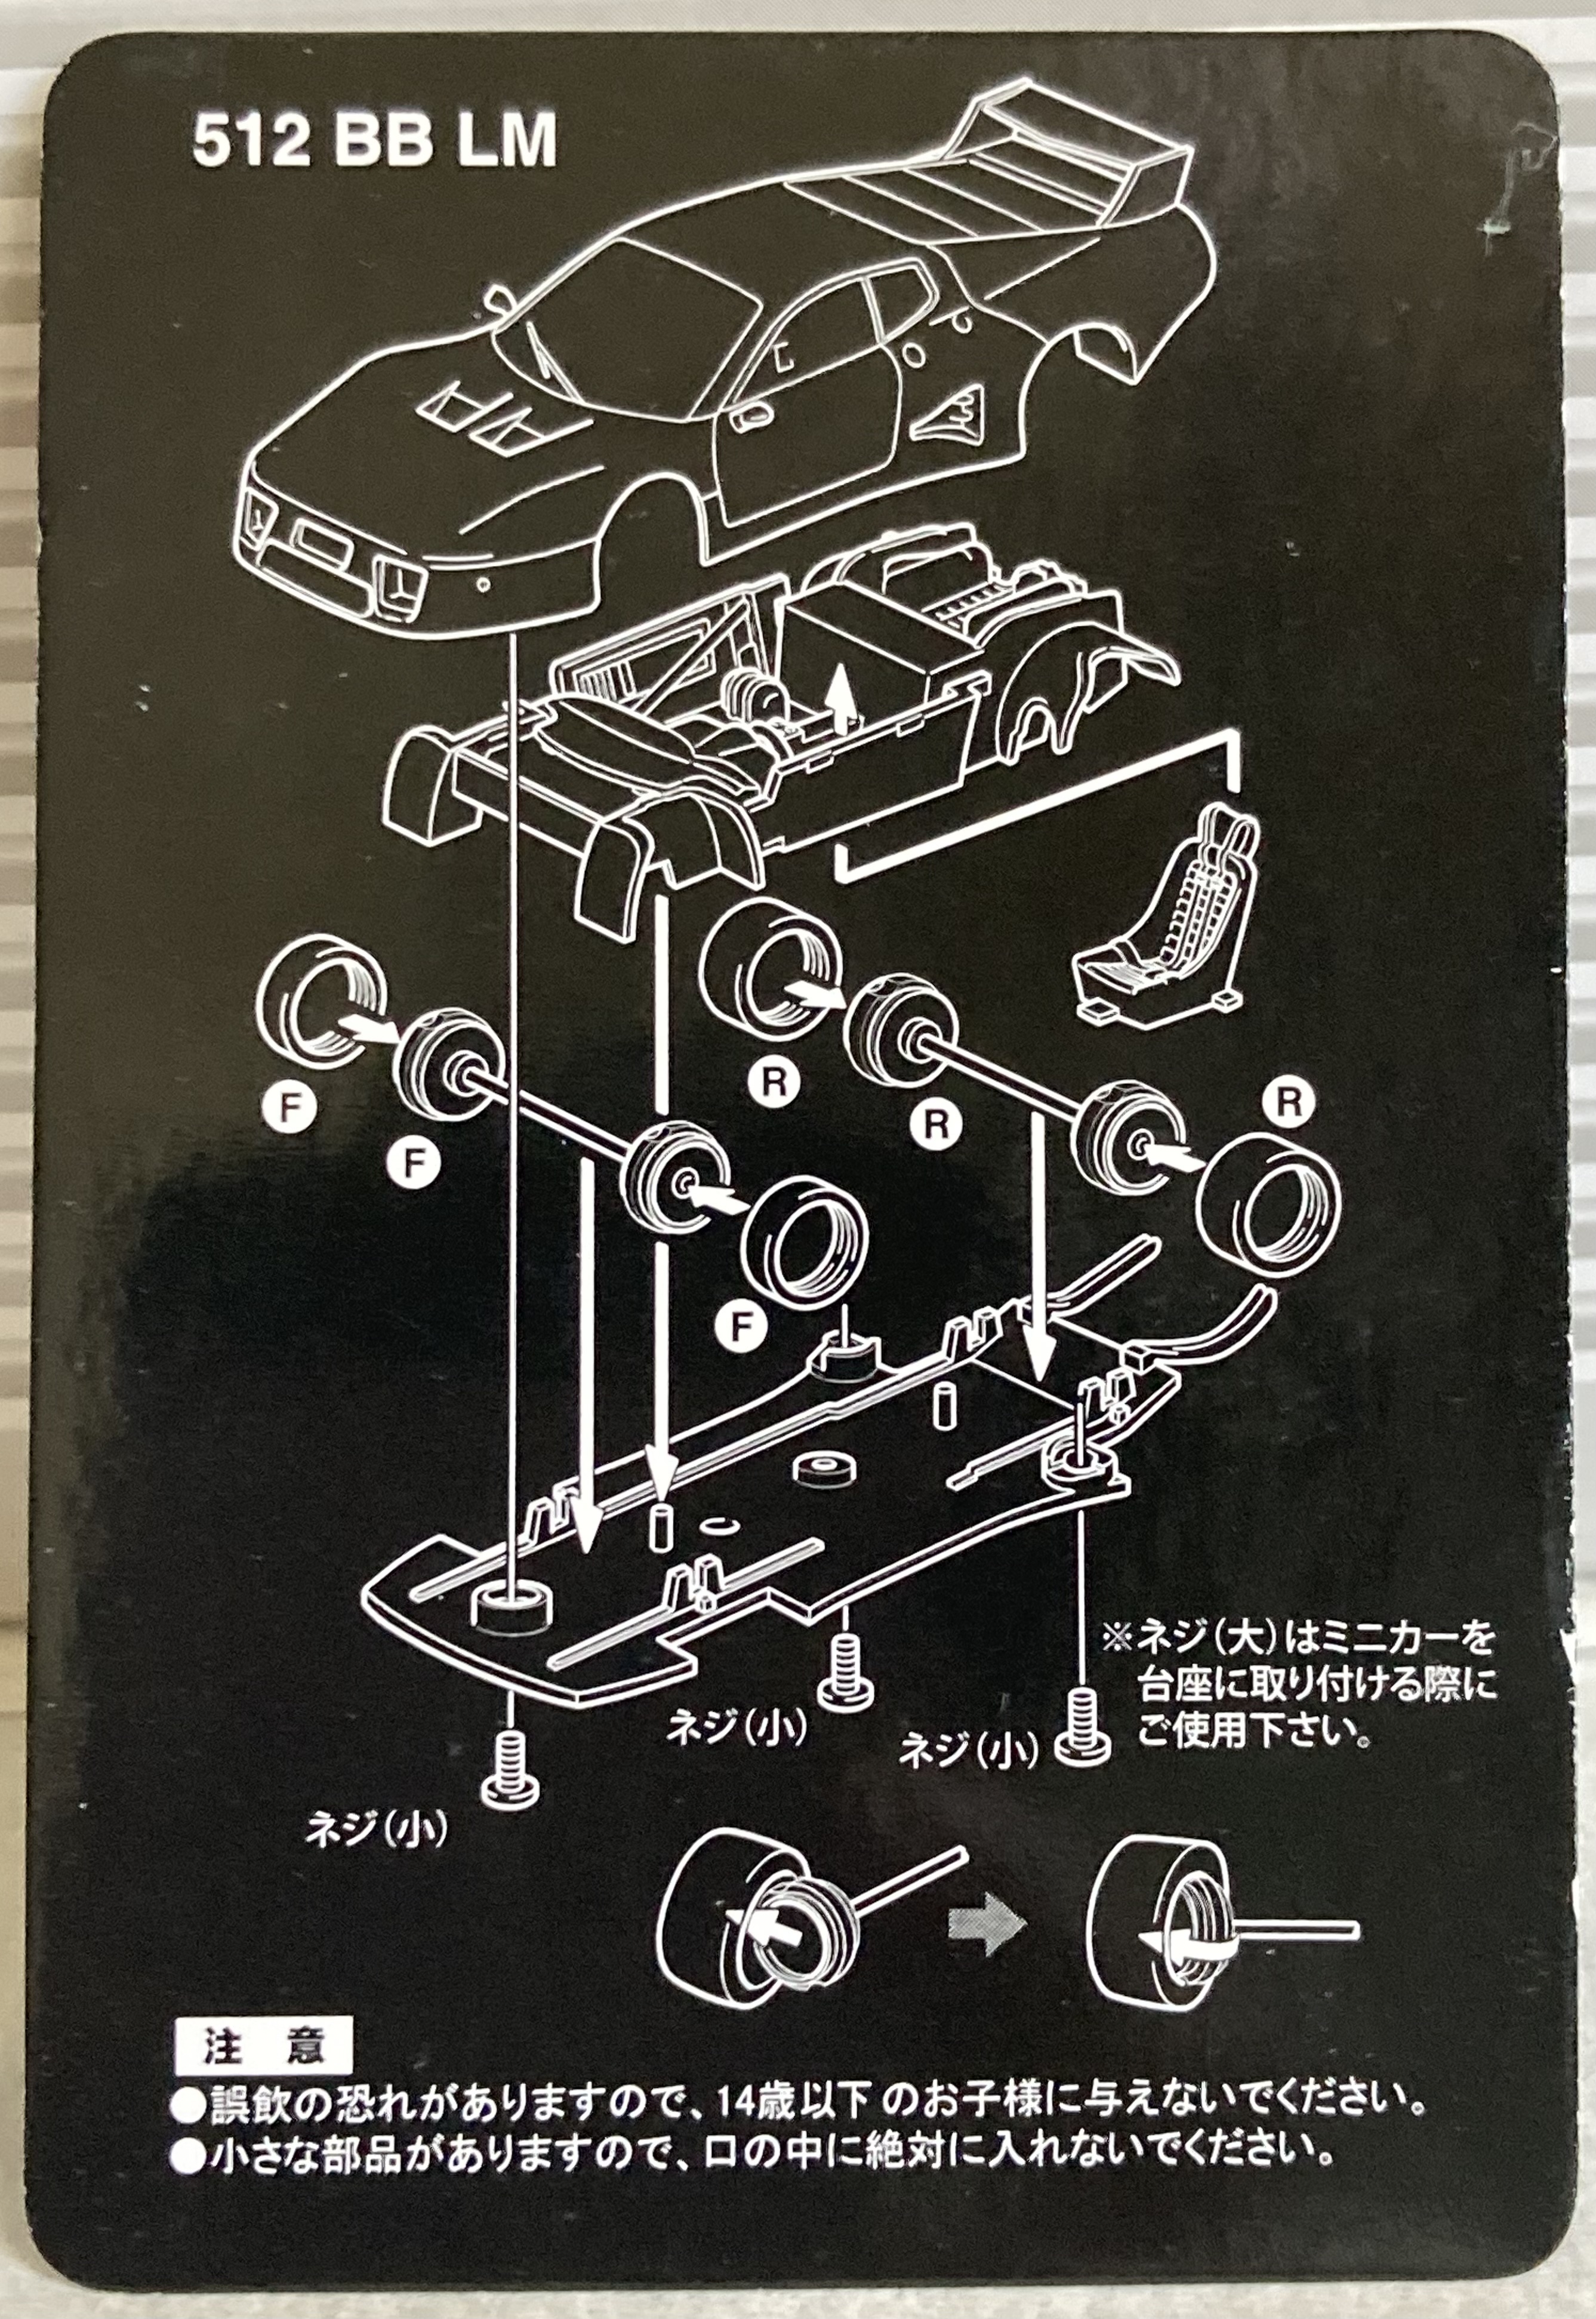 512 BB LM
F
F
R
R
R
F
※ネジ(大)はミニカーを
台座に取り付ける際に
ご使用下さい。
ネジ(小)
ネジ(小)
ネジ(小)
注 意
●誤飲の恐れがありますので、14歳以下のお子様に与えないでください。
●小さな部品がありますので、口の中に絶対に入れないでください。